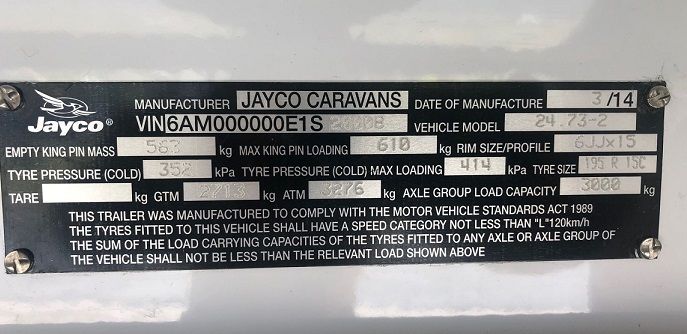 MANUFACTURER JAYCO CARAVANS DATE OF MANUFACTURE 3/14
Jayco®
VIN 6AM000000E1S VEHICLE MODEL 24.73-2
EMPTY KING PIN MASS 563 kg MAX KING PIN LOADING 610 kg RIM SIZE/PROFILE 6JJx15
TYRE PRESSURE (COLD) 352 kPa TYRE PRESSURE (COLD) MAX LOADING 414 kPa TYRE SIZE 195 R 15C
TARE kg GTM 2713 kg ATM 3276 kg AXLE GROUP LOAD CAPACITY 3000 kg
THIS TRAILER WAS MANUFACTURED TO COMPLY WITH THE MOTOR VEHICLE STANDARDS ACT 1989
THE TYRES FITTED TO THIS VEHICLE SHALL HAVE A SPEED CATEGORY NOT LESS THAN "L"120km/h
THE SUM OF THE LOAD CARRYING CAPACITIES OF THE TYRES FITTED TO ANY AXLE OR AXLE GROUP OF
THE VEHICLE SHALL NOT BE LESS THAN THE RELEVANT LOAD SHOWN ABOVE